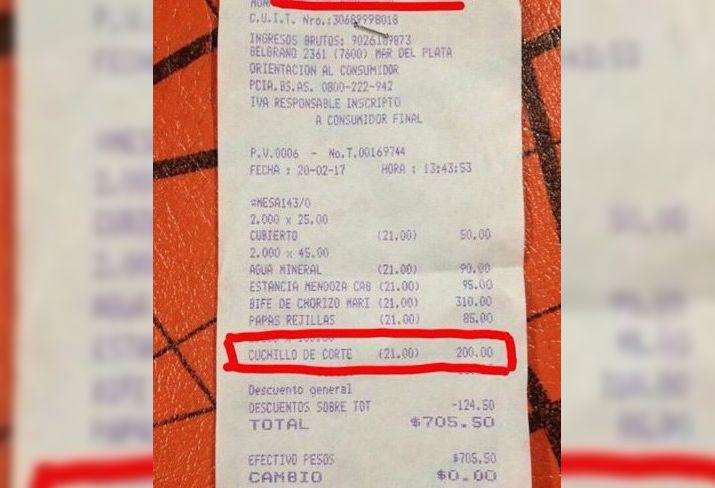 C.U.I.T. Nro.:30689998018
INGRESOS BRUTOS: 9026189873
BELGRANO 2361 (7600) MAR DEL PLATA
ORIENTACION AL CONSUMIDOR
PCIA.BS.AS. 0800-222-942
IVA RESPONSABLE INSCRIPTO
A CONSUMIDOR FINAL
P.V.0006 - No.T.00169744
FECHA : 20-02-17 HORA : 13:43:53
*MESA143/0
2.000 x 25.00
CUBIERTO (21.00) 50.00
2.000 x 45.00
AGUA MINERAL (21.00) 90.00
ESTANCIA MENDOZA CAB (21.00) 95.00
BIFE DE CHORIZO MARI (21.00) 310.00
PAPAS REJILLAS (21.00) 85.00
CUCHILLO DE CORTE (21.00) 200.00
Descuento general
DESCUENTOS SOBRE TOT -124.50
TOTAL $705.50
EFECTIVO PESOS $705.50
CAMBIO $0.00